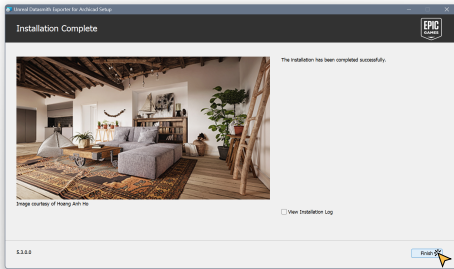 Unreal Datasmith Exporter for Archicad Setup
Installation Complete
EPIC
GAMES
The installation has been completed successfully.
Image courtesy of Hoang Anh Ho
View Installation Log
5.3.0.0
Finish